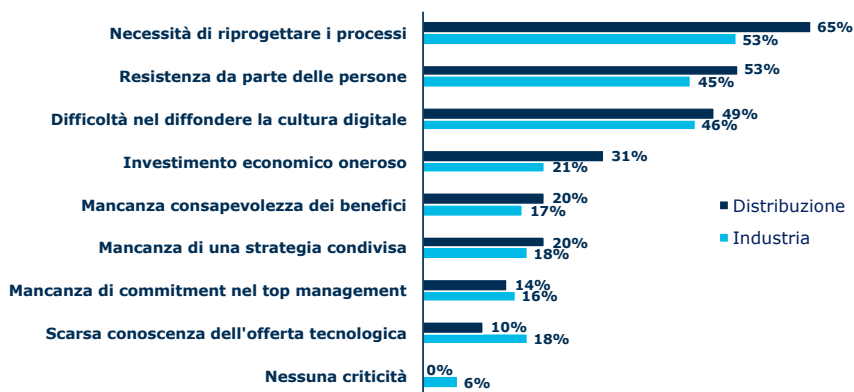 Necessità di riprogettare i processi
65%
53%
Resistenza da parte delle persone
53%
45%
Difficoltà nel diffondere la cultura digitale
49%
46%
Investimento economico oneroso
31%
21%
Mancanza consapevolezza dei benefici
20%
17%
Distribuzione
Mancanza di una strategia condivisa
20%
18%
Industria
Mancanza di commitment nel top management
14%
16%
Scarsa conoscenza dell'offerta tecnologica
10%
18%
Nessuna criticità
0%
6%